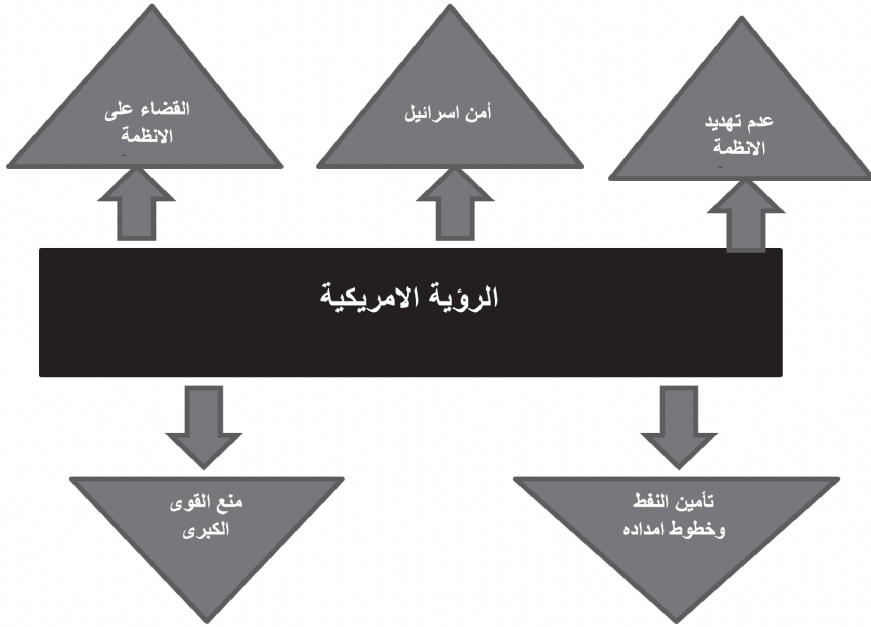 عدم تهديد
الانظمة
أمن اسرائيل
القضاء على
الانظمة
الرؤية الامريكية
تأمين النفط
وخطوط امداده
منع القوى
الكبرى